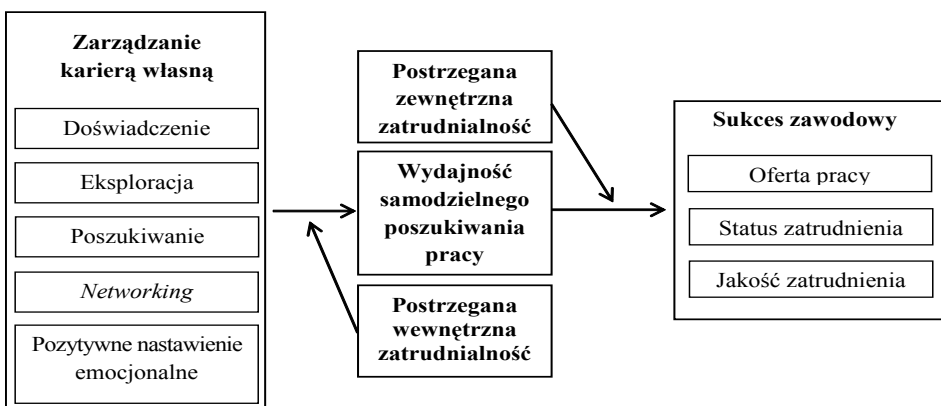 Zarządzanie
karierą własną
Doświadczenie
Eksploracja
Poszukiwanie
Networking
Pozytywne nastawienie
emocjonalne
Postrzegana
zewnętrzna
zatrudnialność
Wydajność
samodzielnego
poszukiwania
pracy
Postrzegana
wewnętrzna
zatrudnialność
Sukces zawodowy
Oferta pracy
Status zatrudnienia
Jakość zatrudnienia